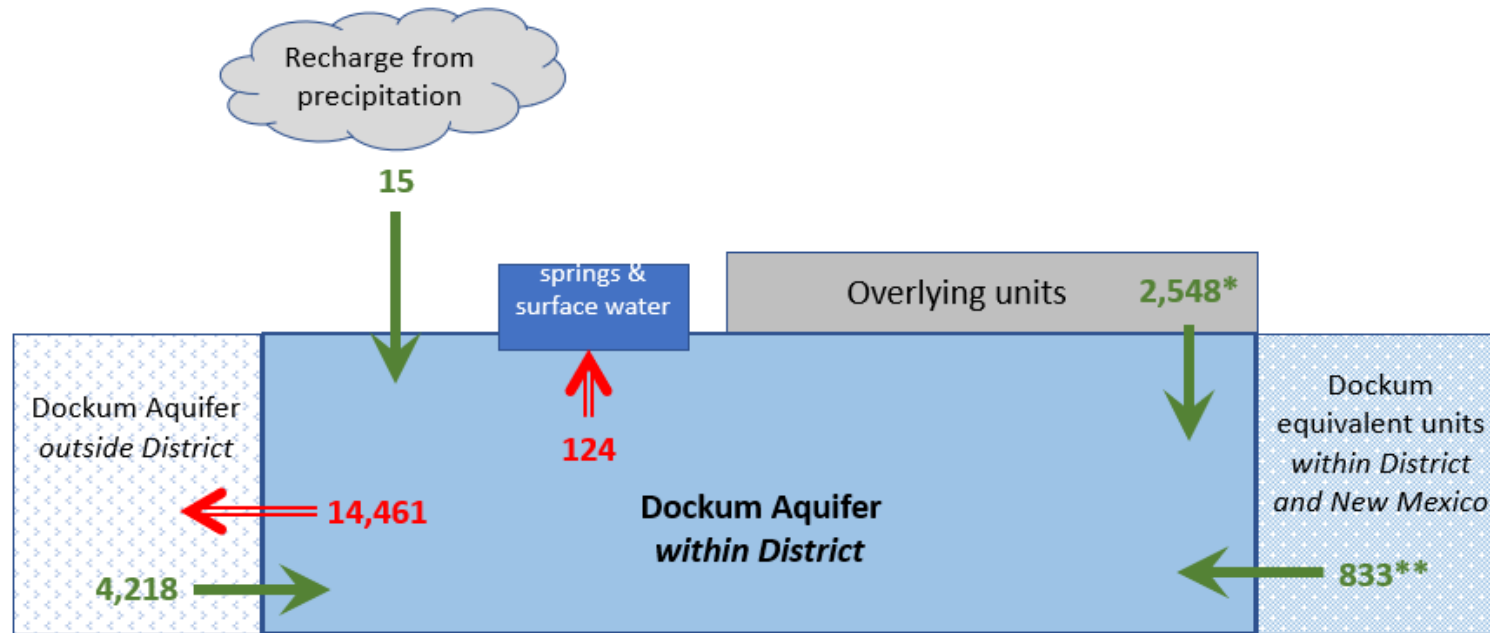 Recharge from
precipitation
15
springs &
surface water
Overlying units
2,548*
Dockum Aquifer
outside District
14,461
4,218
124
Dockum Aquifer
within District
Dockum
equivalent units
within District
and New Mexico
833**